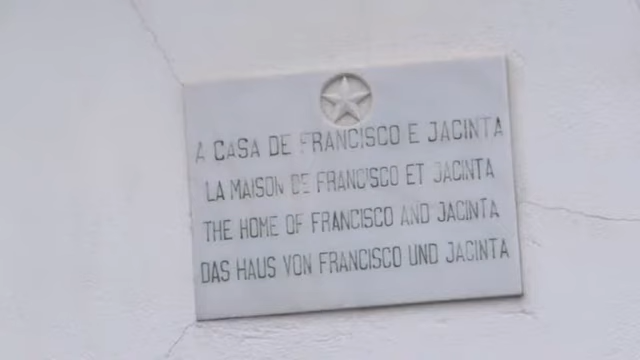 A CASA DE FRANCISCO E JACINTA
LA MAISON DE FRANCISCO ET JACINTA
THE HOME OF FRANCISCO AND JACINTA
DAS HAUS VON FRANCISCO UND JACINTA